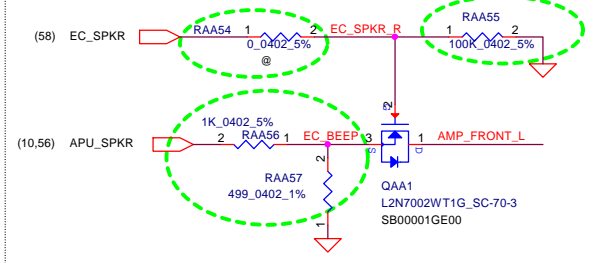 RAA55
(58) EC_SPKR RAA54 1 2 EC_SPKR_R 1 2
0_0402_5% 100K_0402_5%
@
2
G
1K_0402_5%
(10,56) APU_SPKR 2 RAA56 1 EC_BEEP 3 1 AMP_FRONT_L
S D
2
RAA57 QAA1
499_0402_1% L2N7002WT1G_SC-70-3
1 SB00001GE00